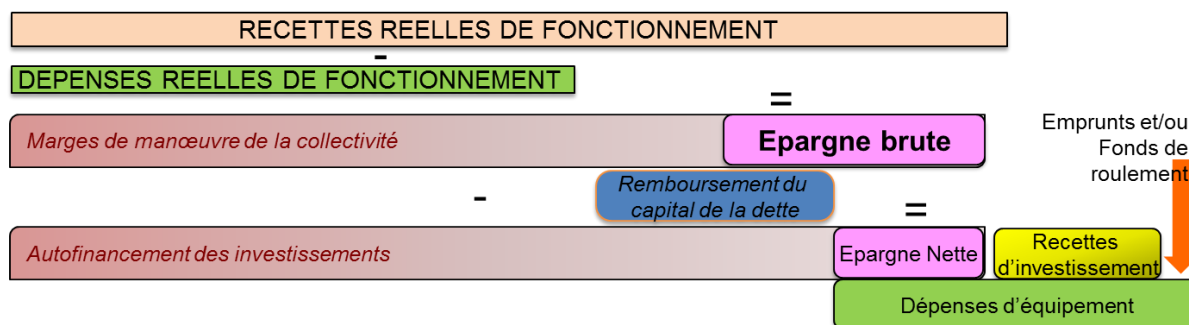 RECETTES REELLES DE FONCTIONNEMENT
-
DEPENSES REELLES DE FONCTIONNEMENT
=
Marges de manœuvre de la collectivité
Epargne brute
Emprunts et/ou
Fonds de
roulement
-
Remboursement du
capital de la dette
=
Autofinancement des investissements
Epargne Nette
Recettes
d'investissement
Dépenses d'équipement